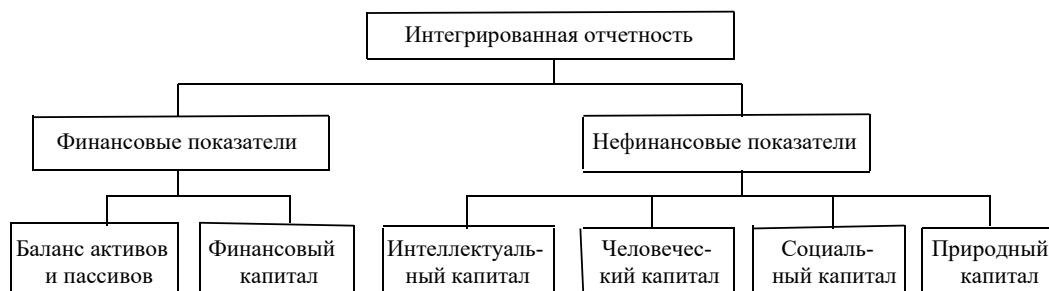 Интегрированная отчетность
Финансовые показатели
Нефинансовые показатели
Баланс активов
и пассивов
Финансовый
капитал
Интеллектуаль-
ный капитал
Человечес-
кий капитал
Социаль-
ный капитал
Природный
капитал